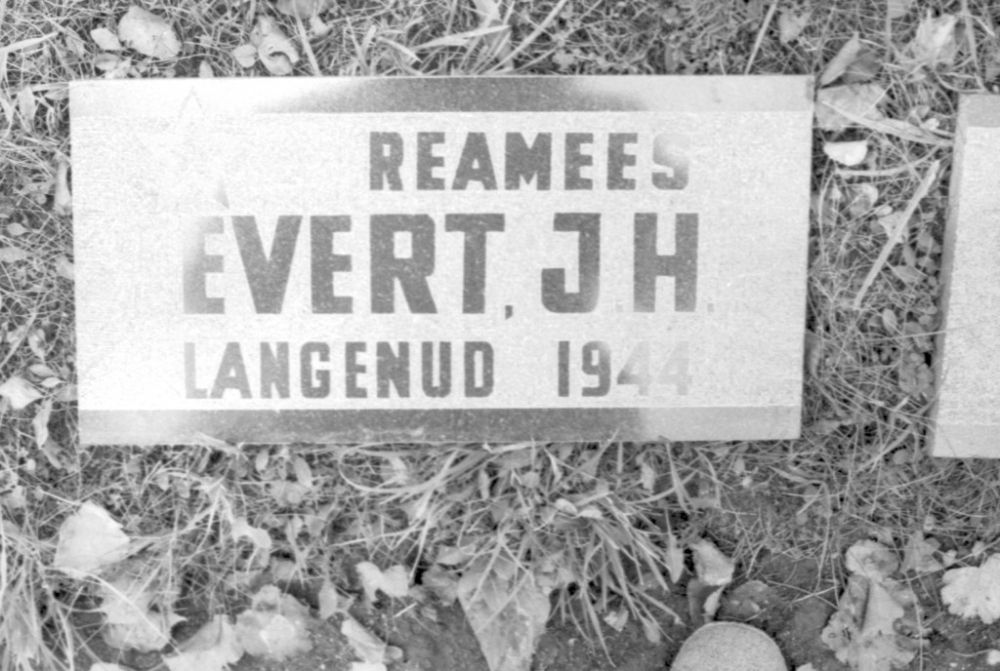 REAMEES
EVERT, J.H.
LANGENUD 1944